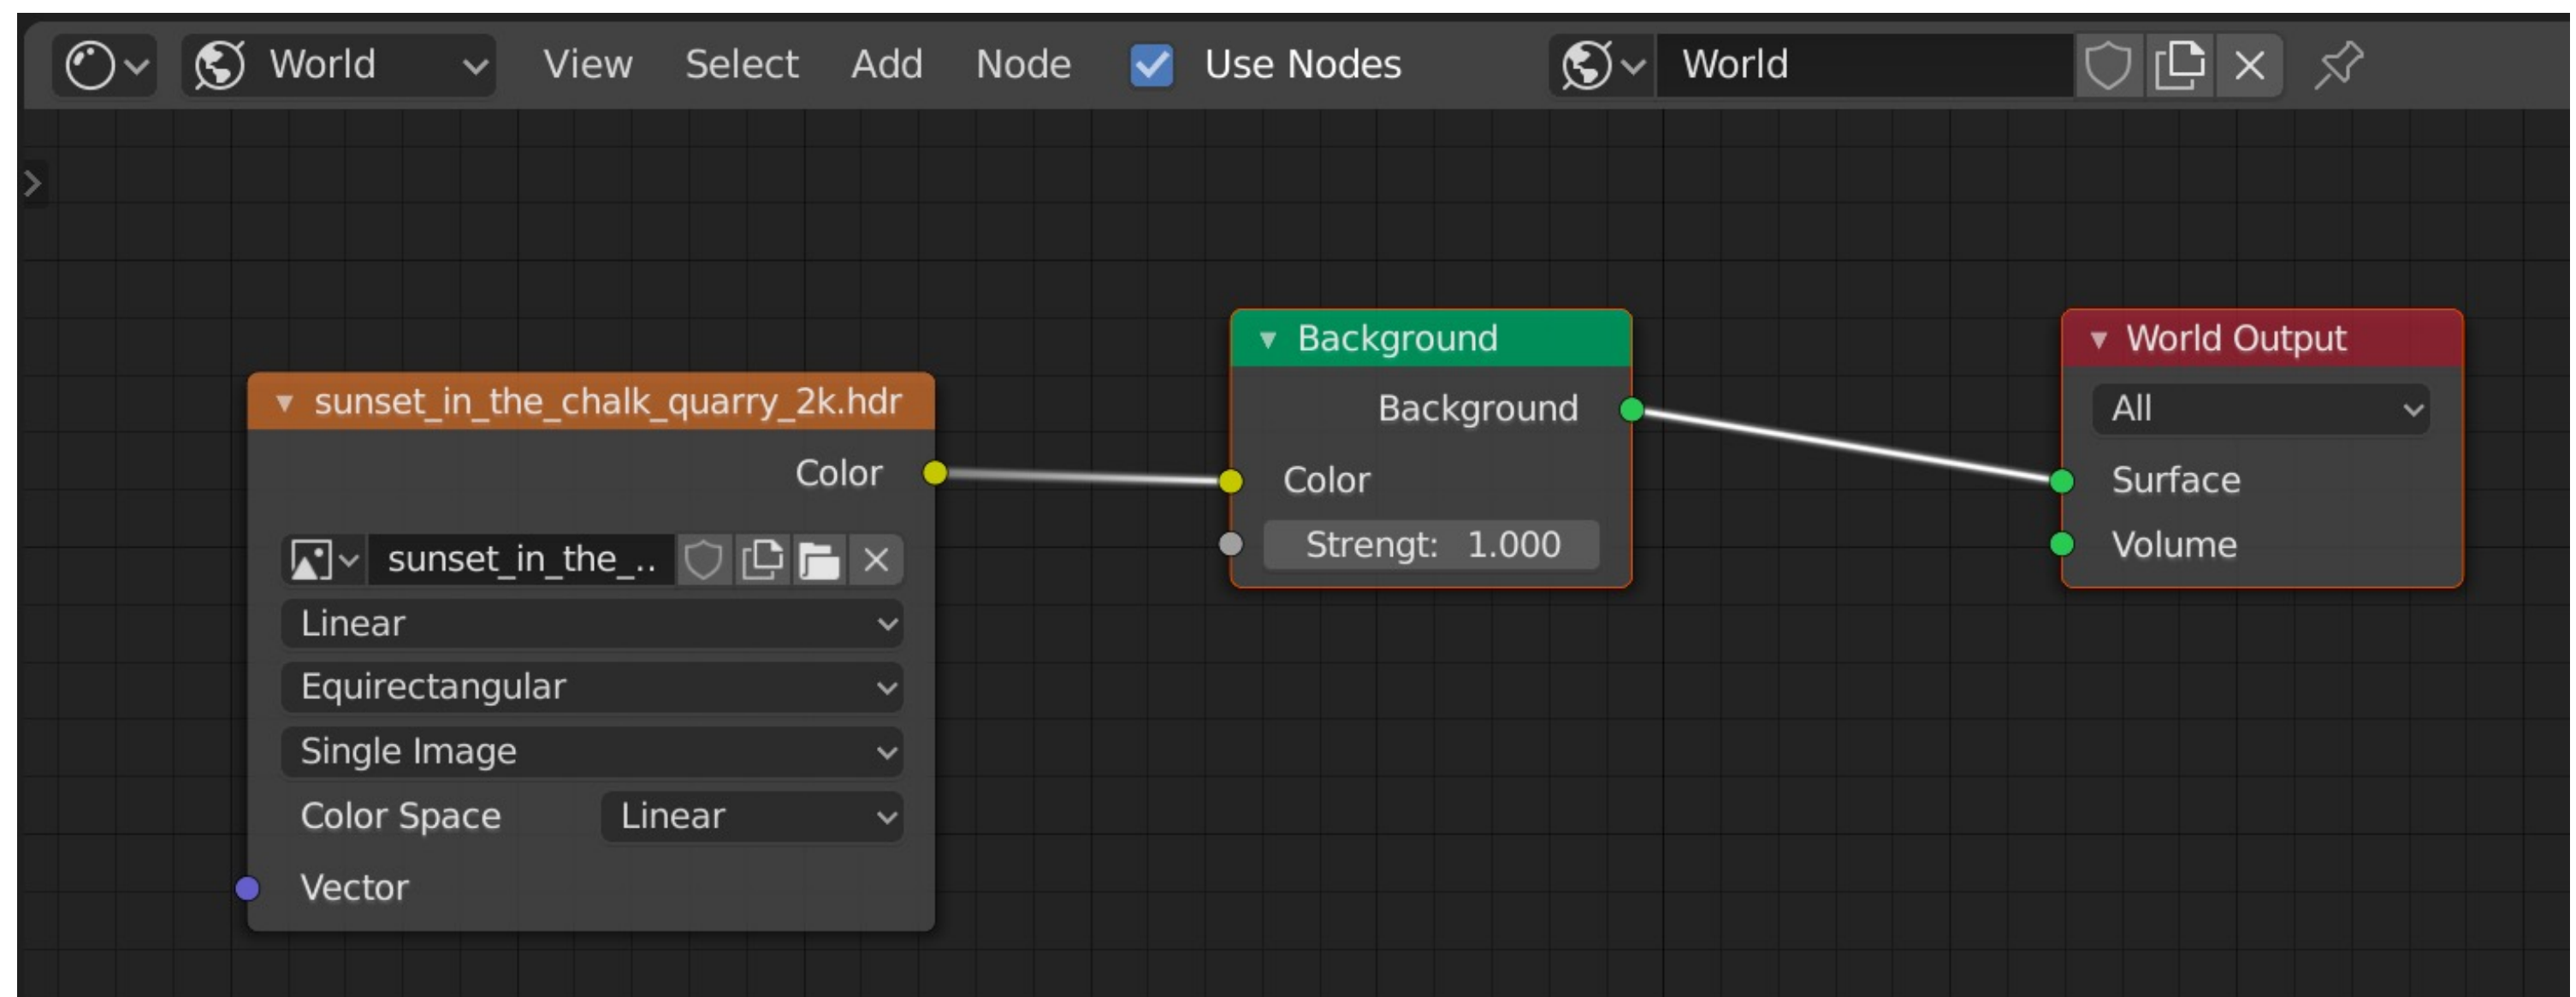 World View Select Add Node Use Nodes World
sunset_in_the_chalk_quarry_2k.hdr
Color
sunset_in_the_..
Linear
Equirectangular
Single Image
Color Space Linear
Vector
Background
Background
Color
Strengt: 1.000
World Output
All
Surface
Volume